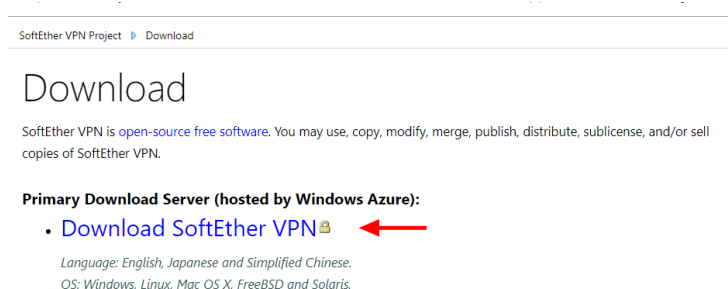 SoftEther VPN Project Download
Download
SoftEther VPN is open-source free software. You may use, copy, modify, merge, publish, distribute, sublicense, and/or sell
copies of SoftEther VPN.
Primary Download Server (hosted by Windows Azure):
• Download SoftEther VPN
Language: English, Japanese and Simplified Chinese.
OS: Windows, Linux, Mac OS X, FreeBSD and Solaris.